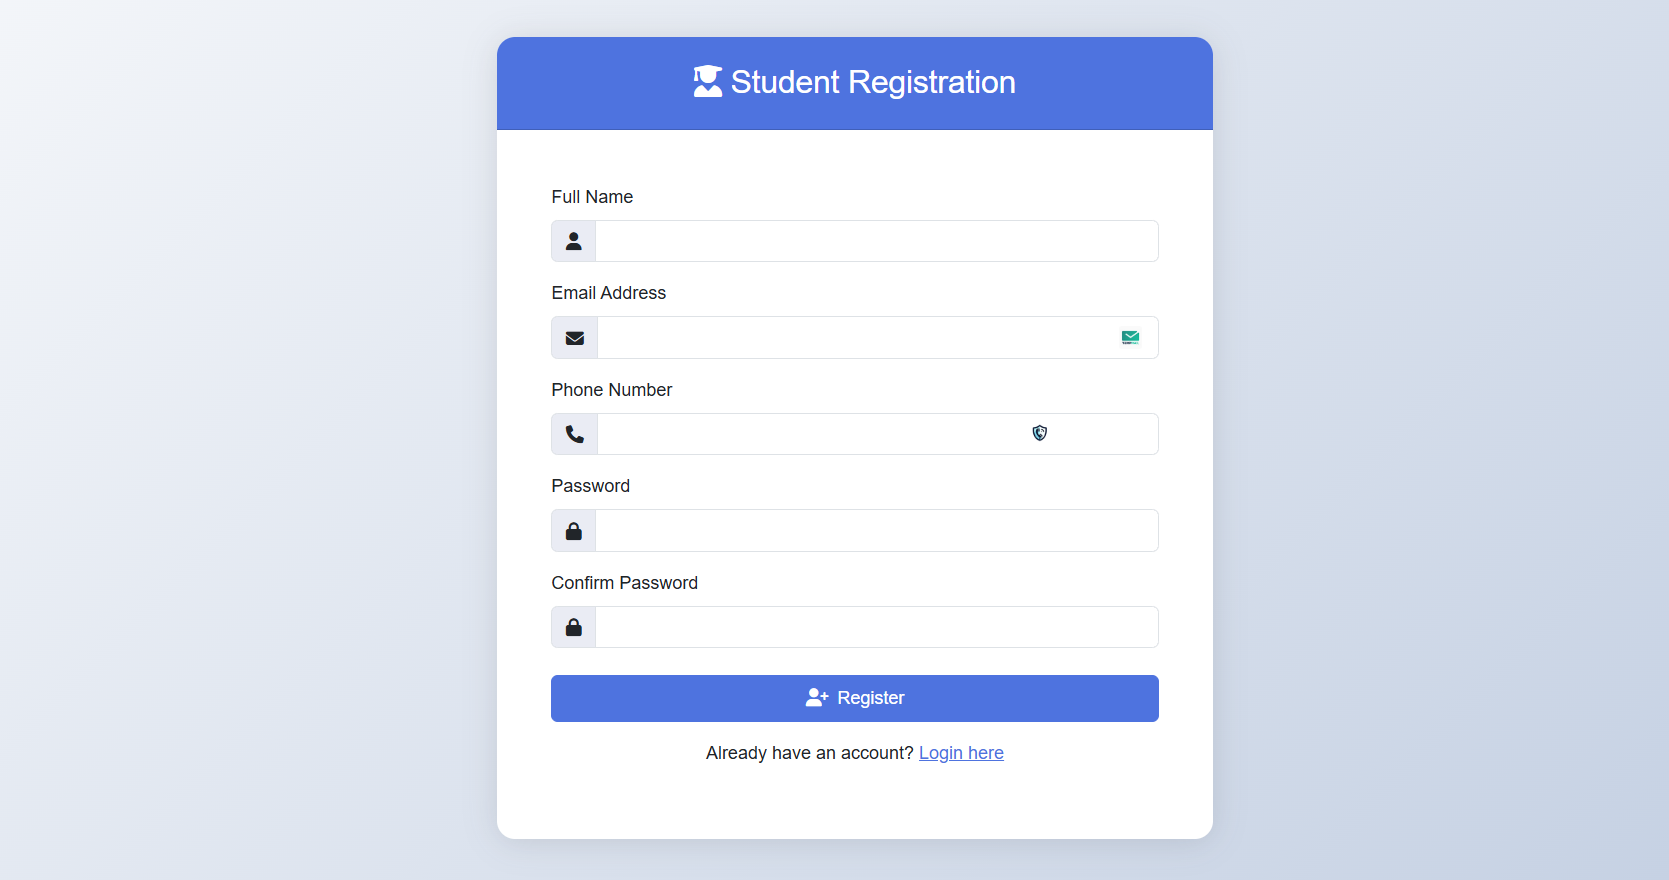 Student Registration
Full Name
Email Address
Phone Number
Password
Confirm Password
Register
Already have an account? Login here